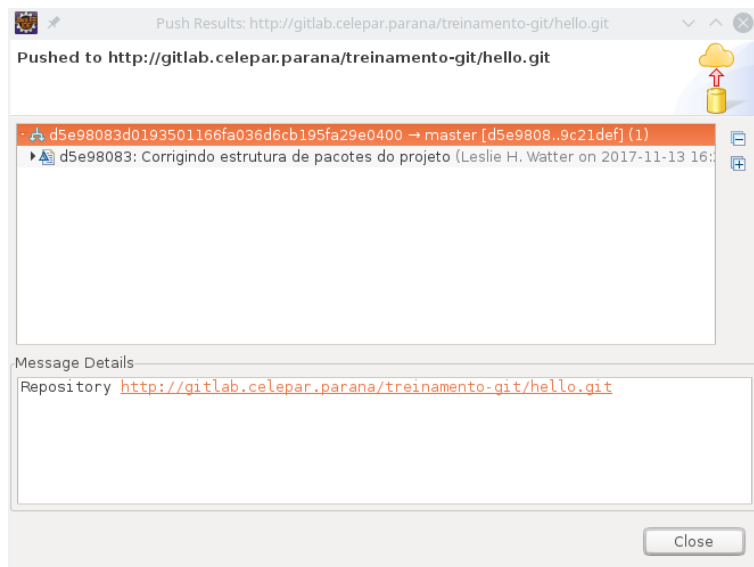 Push Results: http://gitlab.celepar.parana/treinamento-git/hello.git
Pushed to http://gitlab.celepar.parana/treinamento-git/hello.git
d5e98083d0193501166fa036d6cb195fa29e0400 → master [d5e9808..9c21def] (1)
d5e98083: Corrigindo estrutura de pacotes do projeto (Leslie H. Watter on 2017-11-13 16:
Message Details
Repository http://gitlab.celepar.parana/treinamento-git/hello.git
Close